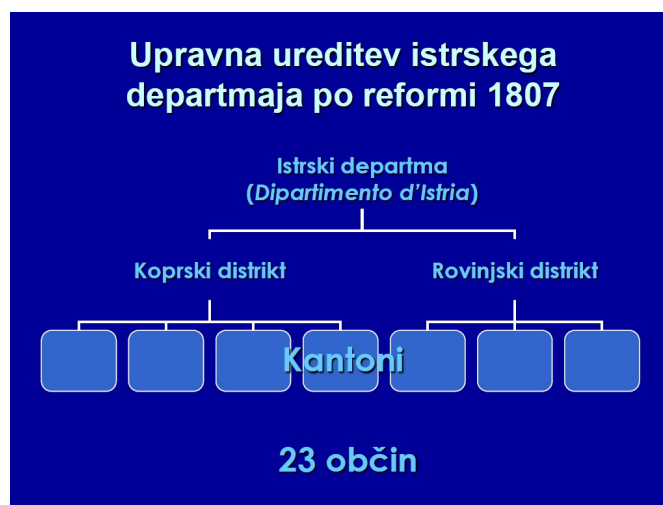 Upravna ureditev istrskega
departmaja po reformi 1807
Istrski departma
(Dipartimento d’Istria)
Koprski distrikt
Rovinjski distrikt
Kantoni
23 občin